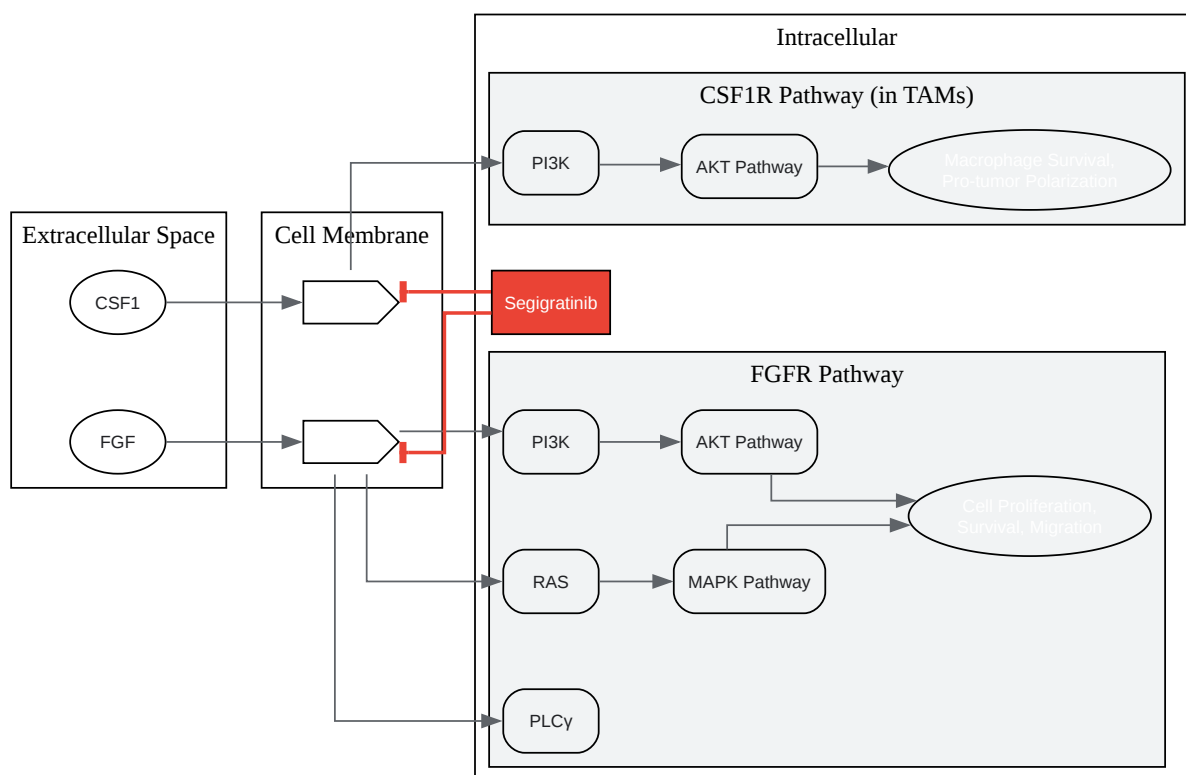 Intracellular
CSF1R Pathway (in TAMs)
PI3K
AKT Pathway
Macrophage Survival,
Pro-tumor Polarization
Extracellular Space
Cell Membrane
CSF1
Segigratinib
FGFR Pathway
FGF
PI3K
AKT Pathway
Cell Proliferation,
Survival, Migration
RAS
MAPK Pathway
PLCγ